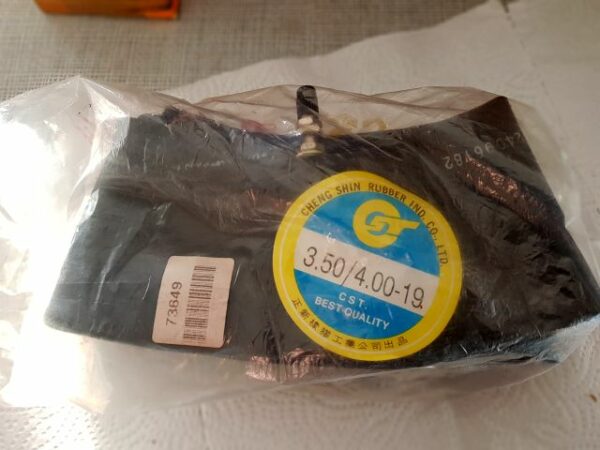 CHENG SHIN RUBBER IND. CO., LTD.
3.50/4.00-19
C S T.
BEST QUALITY
正新橡膠工業公司出品
73649